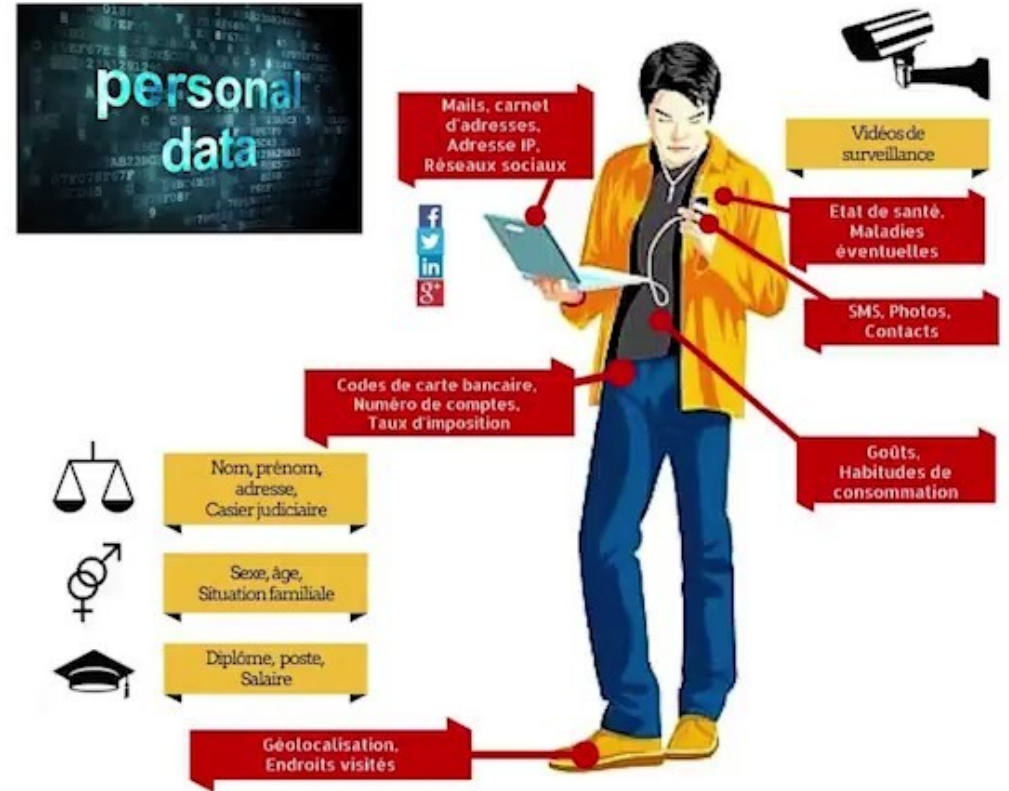 personal
data
Mails, carnet
d'adresses,
Adresse IP,
Réseaux sociaux
f
in
g+
Vidéos de
surveillance
Etat de santé,
Maladies
éventuelles
SMS, Photos,
Contacts
Codes de carte bancaire,
Numéro de comptes,
Taux d'imposition
Goûts,
Habitudes de
consommation
Nom, prénom,
adresse,
Casier judiciaire
Sexe, âge,
Situation familiale
Diplôme, poste,
Salaire
Géolocalisation,
Endroits visités